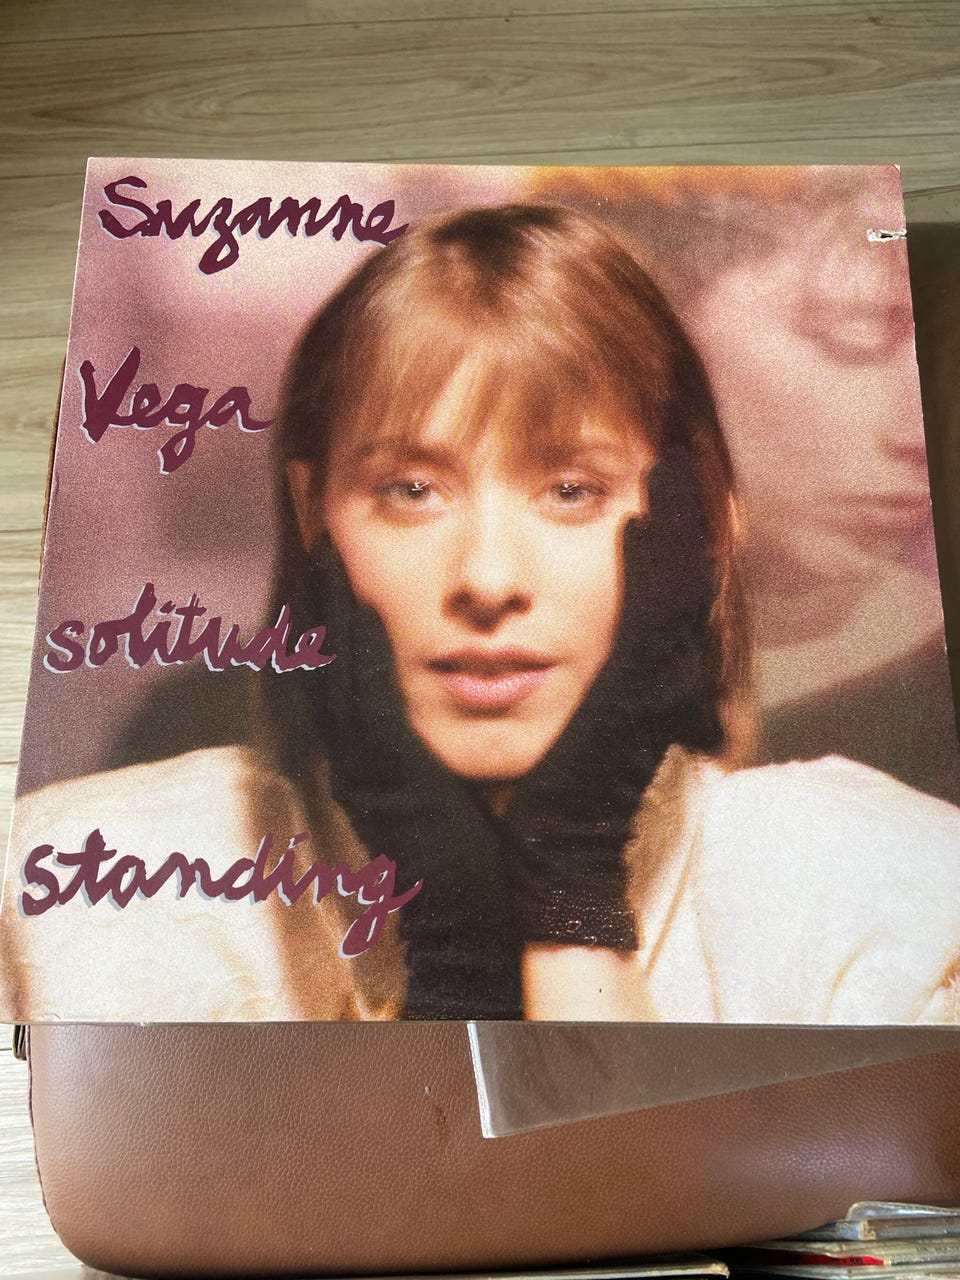 Suzanne
Vega
solitude
standing